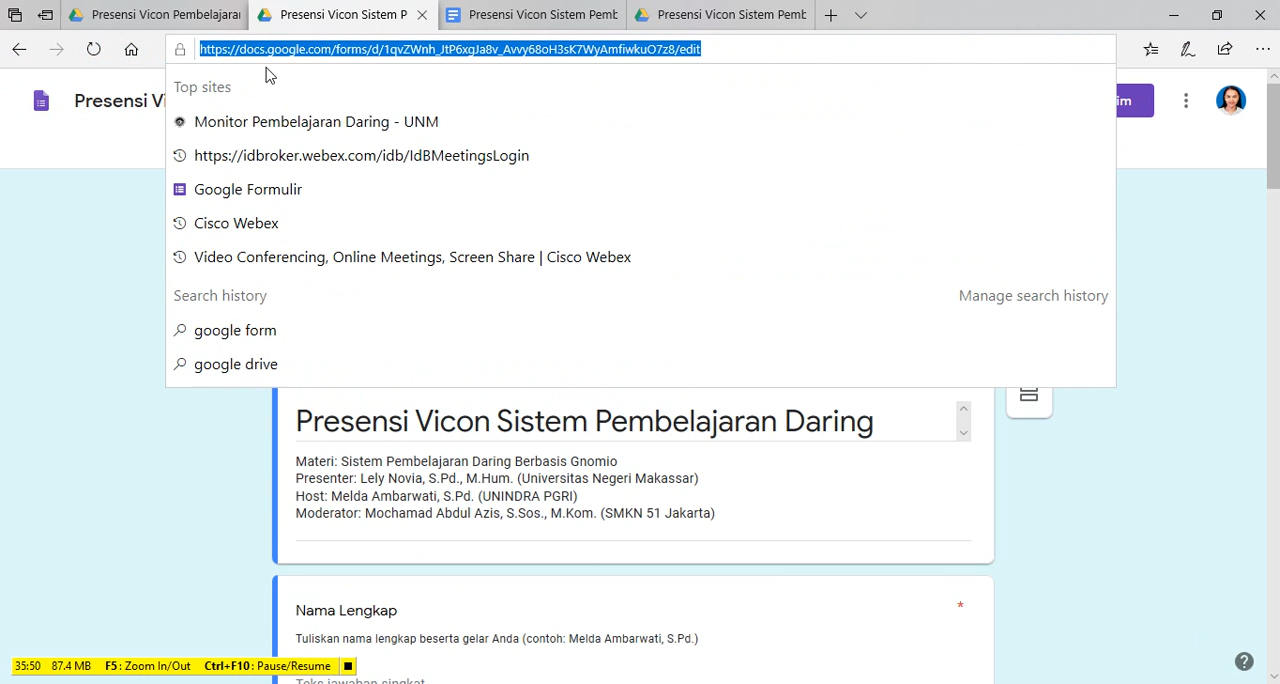 Presensi Vicon Pembelajaran
Presensi Vicon Sistem P
Presensi Vicon Sistem Pemb
Presensi Vicon Sistem Pemb
https://docs.google.com/forms/d/1qvZWnh_JtP6xgJa8v_Avvy68oH3sK7WyAmfiwkuO7z8/edit
Top sites
Presensi Vi
im
Monitor Pembelajaran Daring - UNM
https://idbroker.webex.com/idb/IdBMeetingsLogin
Google Formulir
Cisco Webex
Video Conferencing, Online Meetings, Screen Share | Cisco Webex
Search history
Manage search history
google form
google drive
Presensi Vicon Sistem Pembelajaran Daring
Materi: Sistem Pembelajaran Daring Berbasis Gnomio
Presenter: Lely Novia, S.Pd., M.Hum. (Universitas Negeri Makassar)
Host: Melda Ambarwati, S.Pd. (UNINDRA PGRI)
Moderator: Mochamad Abdul Azis, S.Sos., M.Kom. (SMKN 51 Jakarta)
Nama Lengkap *
Tuliskan nama lengkap beserta gelar Anda (contoh: Melda Ambarwati, S.Pd.)
35:50 87.4 MB F5: Zoom In/Out Ctrl+F10: Pause/Resume
Teks jawaban singkat